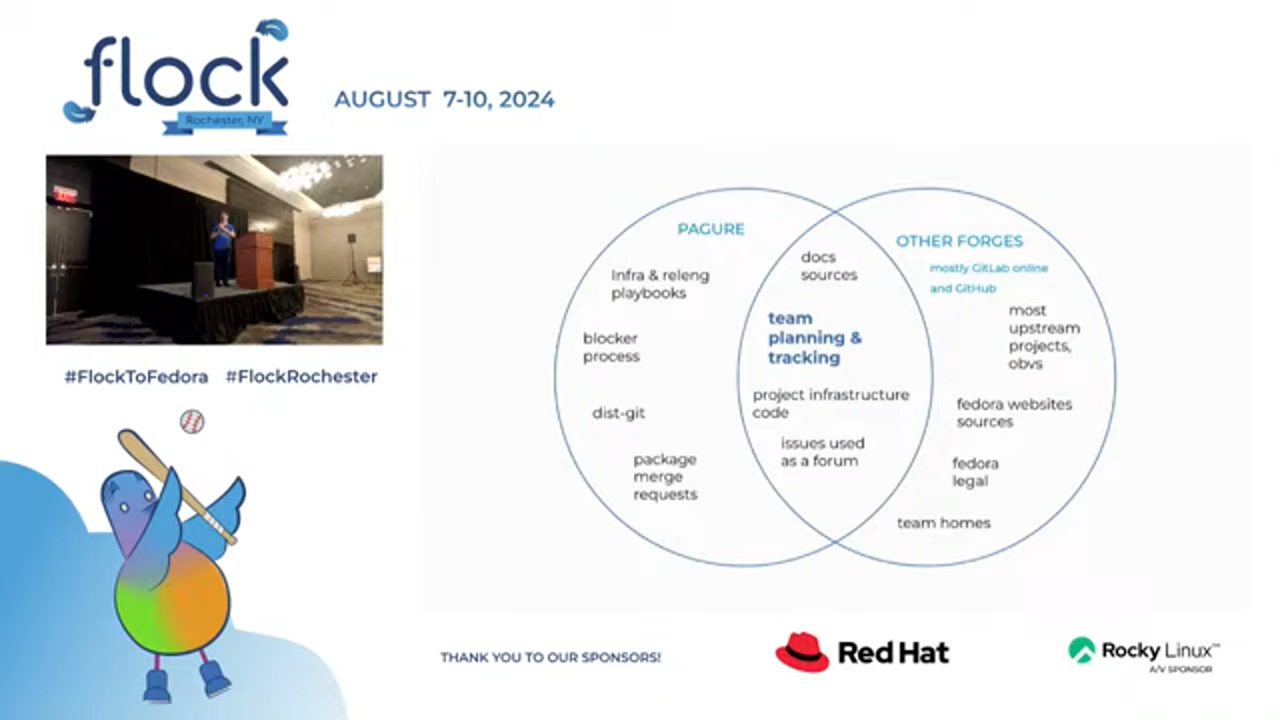 flock
Rochester, NY
AUGUST 7-10, 2024
EXIT
#FlockToFedora #FlockRochester
PAGURE
Infra & releng
playbooks
blocker
process
dist-git
package
merge
requests
docs
sources
team
planning &
tracking
project infrastructure
code
issues used
as a forum
OTHER FORGES
mostly GitLab online
and GitHub
most
upstream
projects,
obvs
fedora websites
sources
fedora
legal
team homes
THANK YOU TO OUR SPONSORS!
Red Hat
Rocky Linux™
A/V SPONSOR